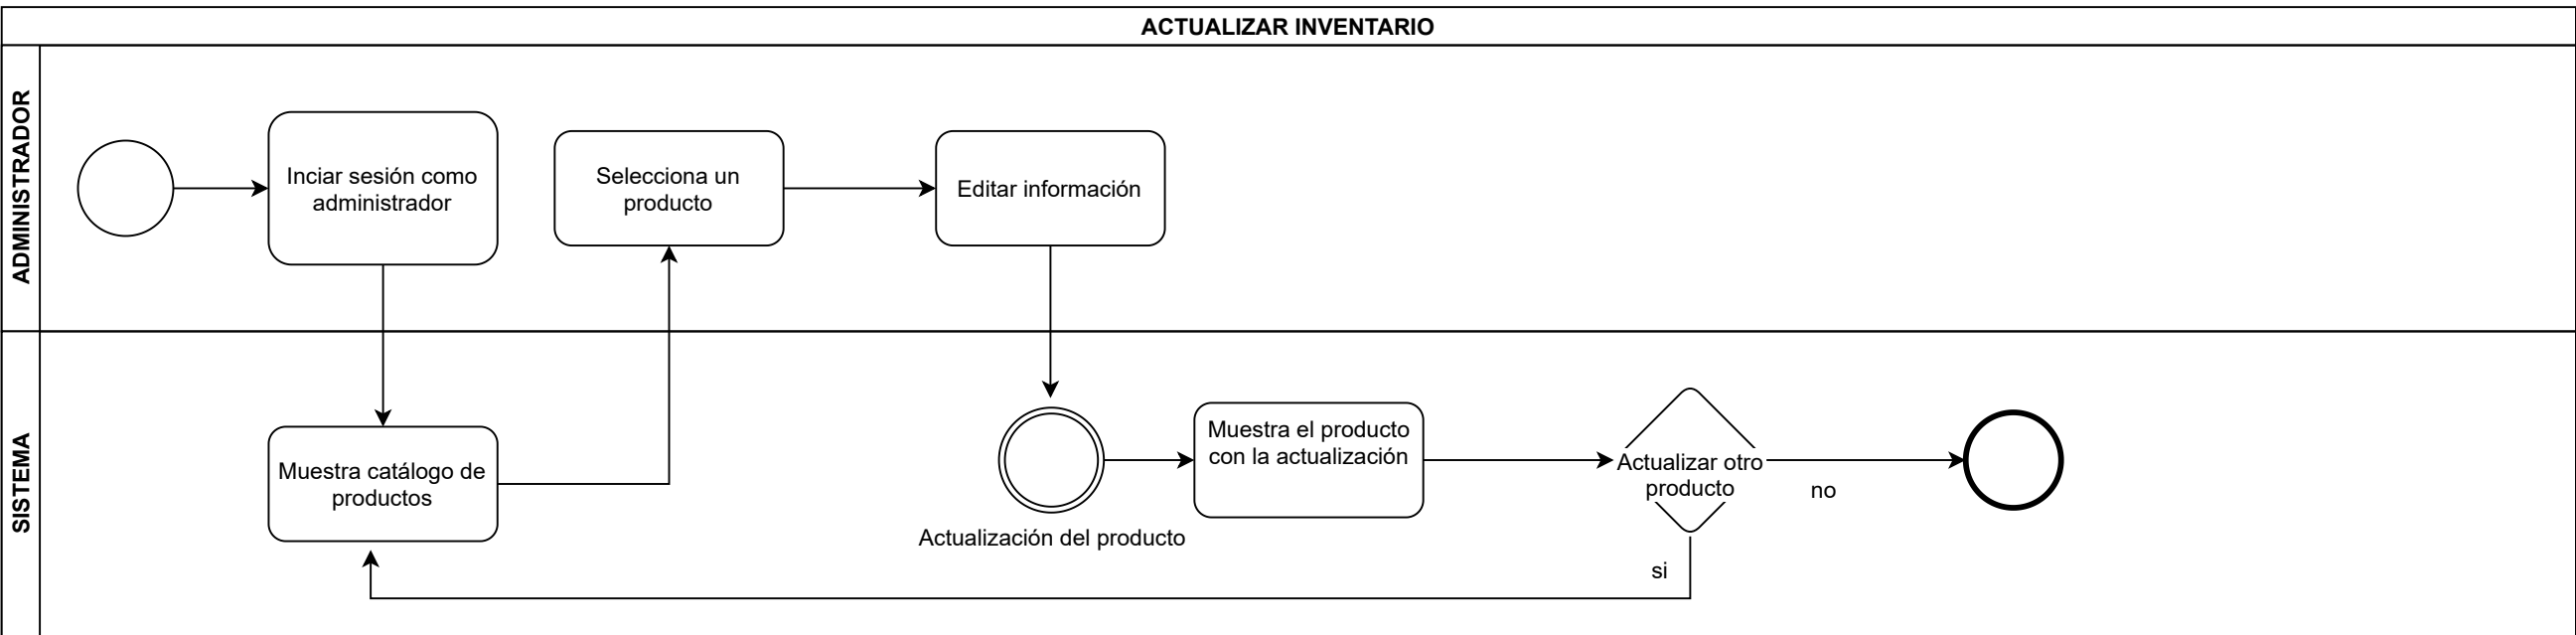 ACTUALIZAR INVENTARIO
ADMINISTRADOR
Inciar sesión como
administrador
Selecciona un
producto
Editar información
SISTEMA
Muestra catálogo de
productos
Actualización del producto
Muestra el producto
con la actualización
Actualizar otro
producto
no
si